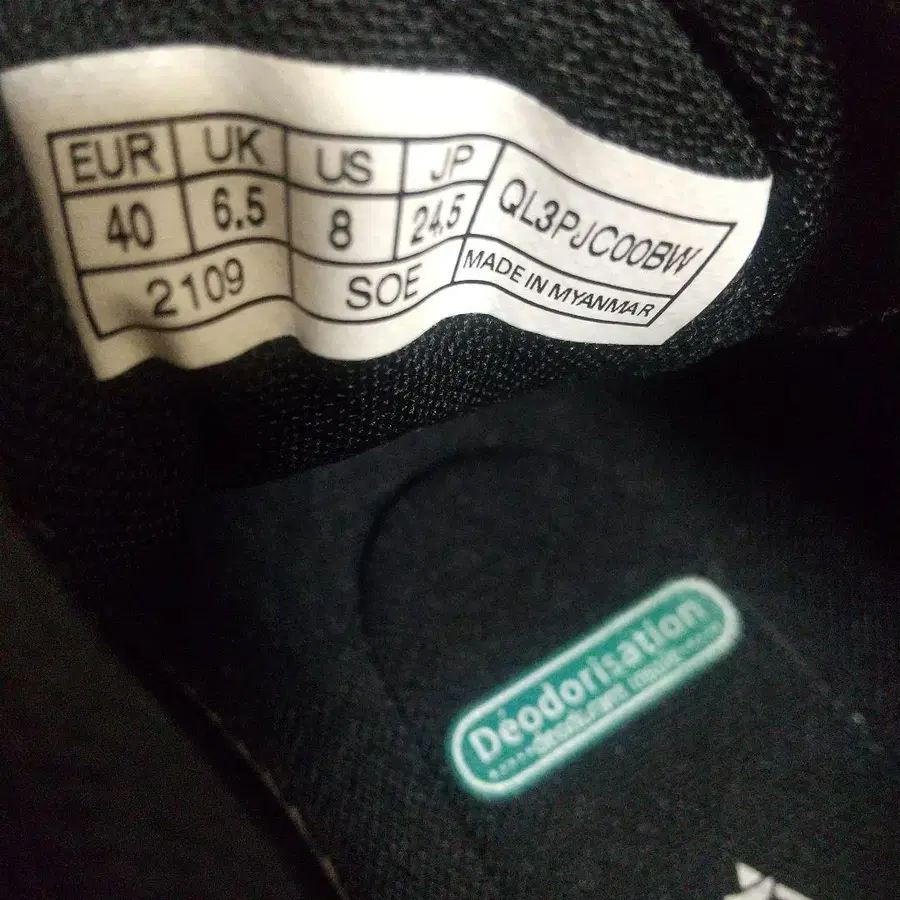 EUR UK US JP QL3PJC00BW
40 6.5 8 24.5
2109 SOE MADE IN MYANMAR
Déodorisation